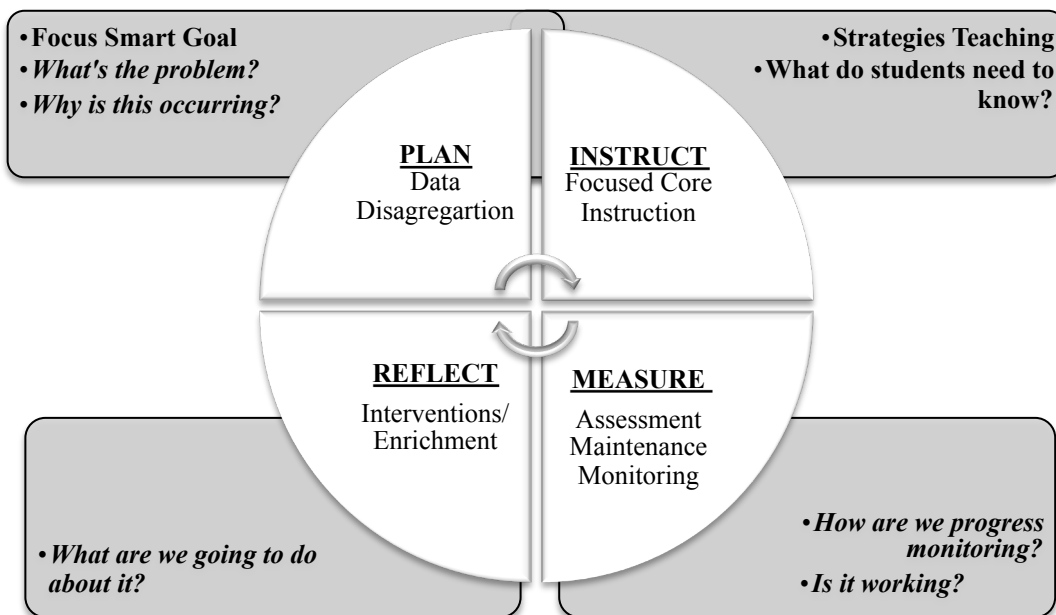 •Focus Smart Goal
•What's the problem?
•Why is this occurring?
•Strategies Teaching
•What do students need to
know?
PLAN
Data
Disagregartion
INSTRUCT
Focused Core
Instruction
REFLECT
Interventions/
Enrichment
MEASURE
Assessment
Maintenance
Monitoring
•What are we going to do
about it?
•How are we progress
monitoring?
•Is it working?